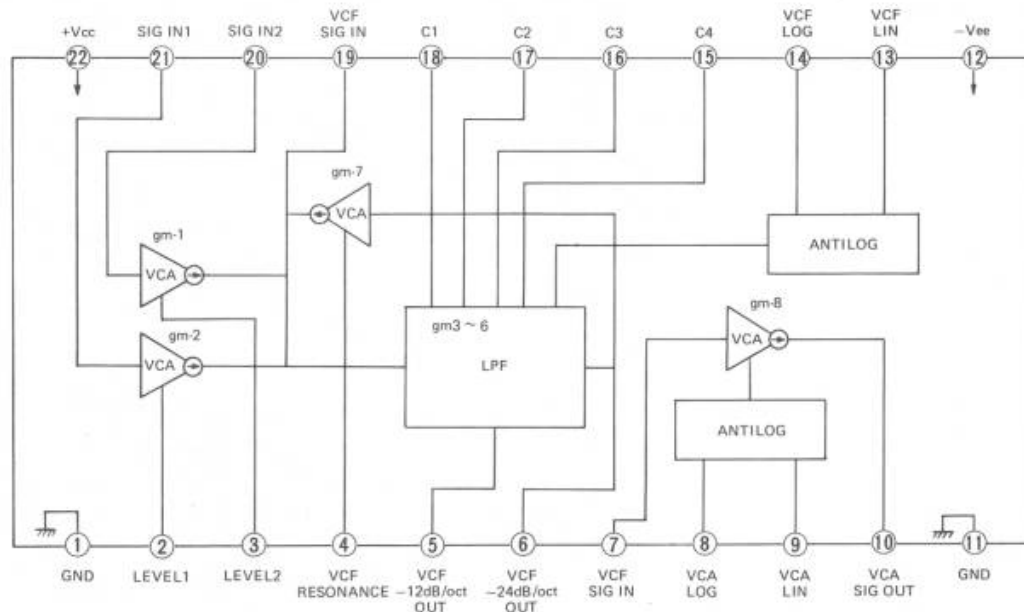 +Vcc SIG IN1 SIG IN2 VCF SIG IN C1 C2 C3 C4 VCF LOG VCF LIN −Vee
22 21 20 19 18 17 16 15 14 13 12
gm-7
VCA
gm-1
VCA
ANTILOG
gm-8
VCA
gm-2
VCA
gm3 ~ 6
LPF
ANTILOG
1 2 3 4 5 6 7 8 9 10 11
GND LEVEL1 LEVEL2 VCF RESONANCE VCF −12dB/oct OUT VCF −24dB/oct OUT VCF SIG IN VCA LOG VCA LIN VCA SIG OUT GND